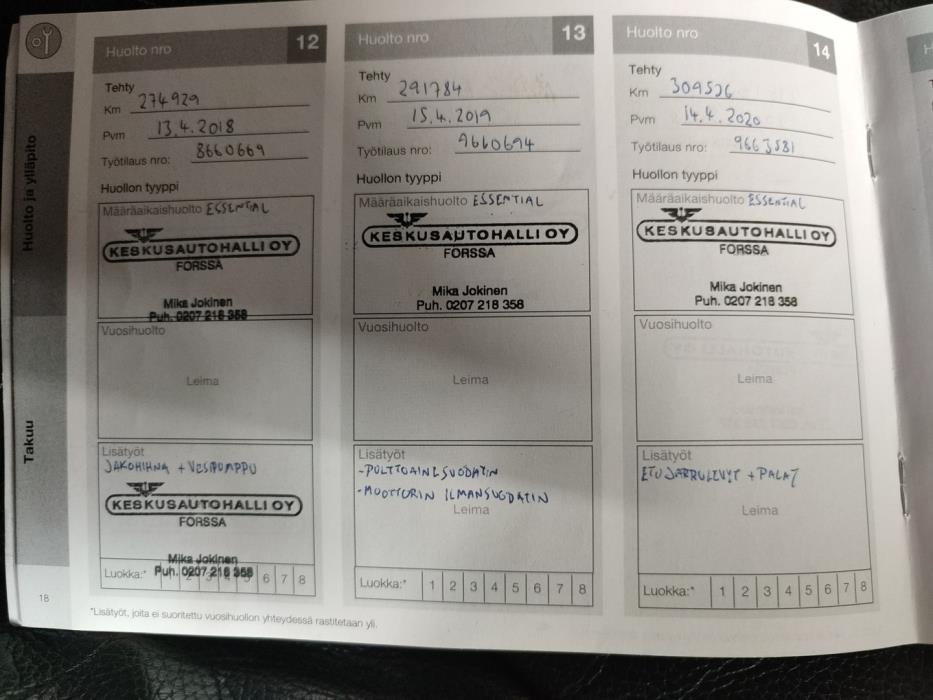 Huolto ja ylläpito
Takuu
Huolto nro 12
Tehty
Km 274929
Pvm 13.4.2018
Työtilaus nro: 8660669
Huollon tyyppi
Määräaikaishuolto ESSENTIAL
KESKUSAUTOHALLI OY
FORSSA
Mika Jokinen
Puh. 0207 218 358
Vuosihuolto
Leima
Lisätyöt
JAKOHIHNA + VESIPUMPPU
KESKUSAUTOHALLI OY
FORSSA
Mika Jokinen
Puh. 0207 218 358
Luokka:* 6 7 8
Huolto nro 13
Tehty
Km 291784
Pvm 15.4.2019
Työtilaus nro: 9660694
Huollon tyyppi
Määräaikaishuolto ESSENTIAL
KESKUSAUTOHALLI OY
FORSSA
Mika Jokinen
Puh. 0207 218 358
Vuosihuolto
Leima
Lisätyöt
-POLTTOAINESUODATIN
-MOOTTORIN ILMANSUODATIN
Leima
Luokka:* 1 2 3 4 5 6 7 8
Huolto nro 14
Tehty
Km 309526
Pvm 14.4.2020
Työtilaus nro: 9663581
Huollon tyyppi
Määräaikaishuolto ESSENTIAL
KESKUSAUTOHALLI OY
FORSSA
Mika Jokinen
Puh. 0207 218 358
Vuosihuolto
Leima
Lisätyöt
ETUJARRULEVYT + PALAT
Leima
Luokka:* 1 2 3 4 5 6 7 8
18
*Lisätyöt, joita ei suoritettu vuosihuollon yhteydessä rastitetaan yli.